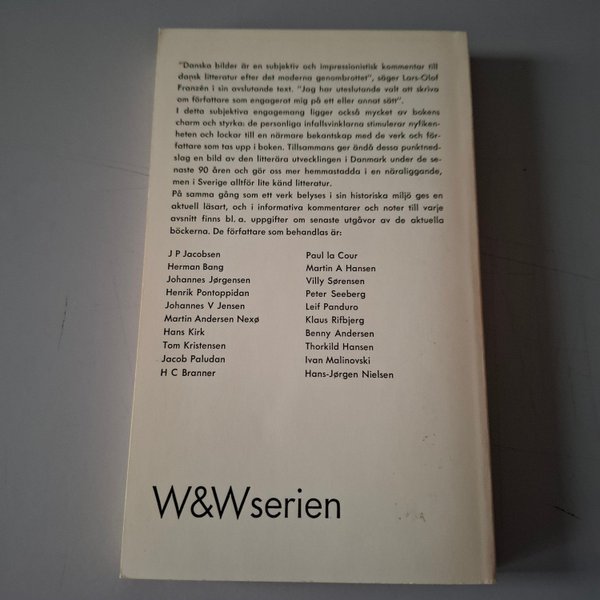 "Danska bilder är en subjektiv och impressionistisk kommentar till
dansk litteratur efter det moderna genombrottet", säger Lars-Olof
Franzén i sin avslutande text. "Jag har uteslutande valt att skriva
om författare som engagerat mig på ett eller annat sätt".
I detta subjektiva engagemang ligger också mycket av bokens
charm och styrka: de personliga infallsvinklarna stimulerar nyfiken-
heten och lockar till en närmare bekantskap med de verk och för-
fattare som tas upp i boken. Tillsammans ger ändå dessa punktned-
slag en bild av den litterära utvecklingen i Danmark under de se-
naste 90 åren och gör oss mer hemmastadda i en näraliggande,
men i Sverige alltför lite känd litteratur.
På samma gång som ett verk belyses i sin historiska miljö ges en
aktuell läsart, och i informativa kommentarer och noter till varje
avsnitt finns bl. a. uppgifter om senaste utgåvor av de aktuella
böckerna. De författare som behandlas är:
J P Jacobsen
Herman Bang
Johannes Jørgensen
Henrik Pontoppidan
Johannes V Jensen
Martin Andersen Nexø
Hans Kirk
Tom Kristensen
Jacob Paludan
H C Branner
Paul la Cour
Martin A Hansen
Villy Sørensen
Peter Seeberg
Leif Panduro
Klaus Rifbjerg
Benny Andersen
Thorkild Hansen
Ivan Malinovski
Hans-Jørgen Nielsen
W&Wserien